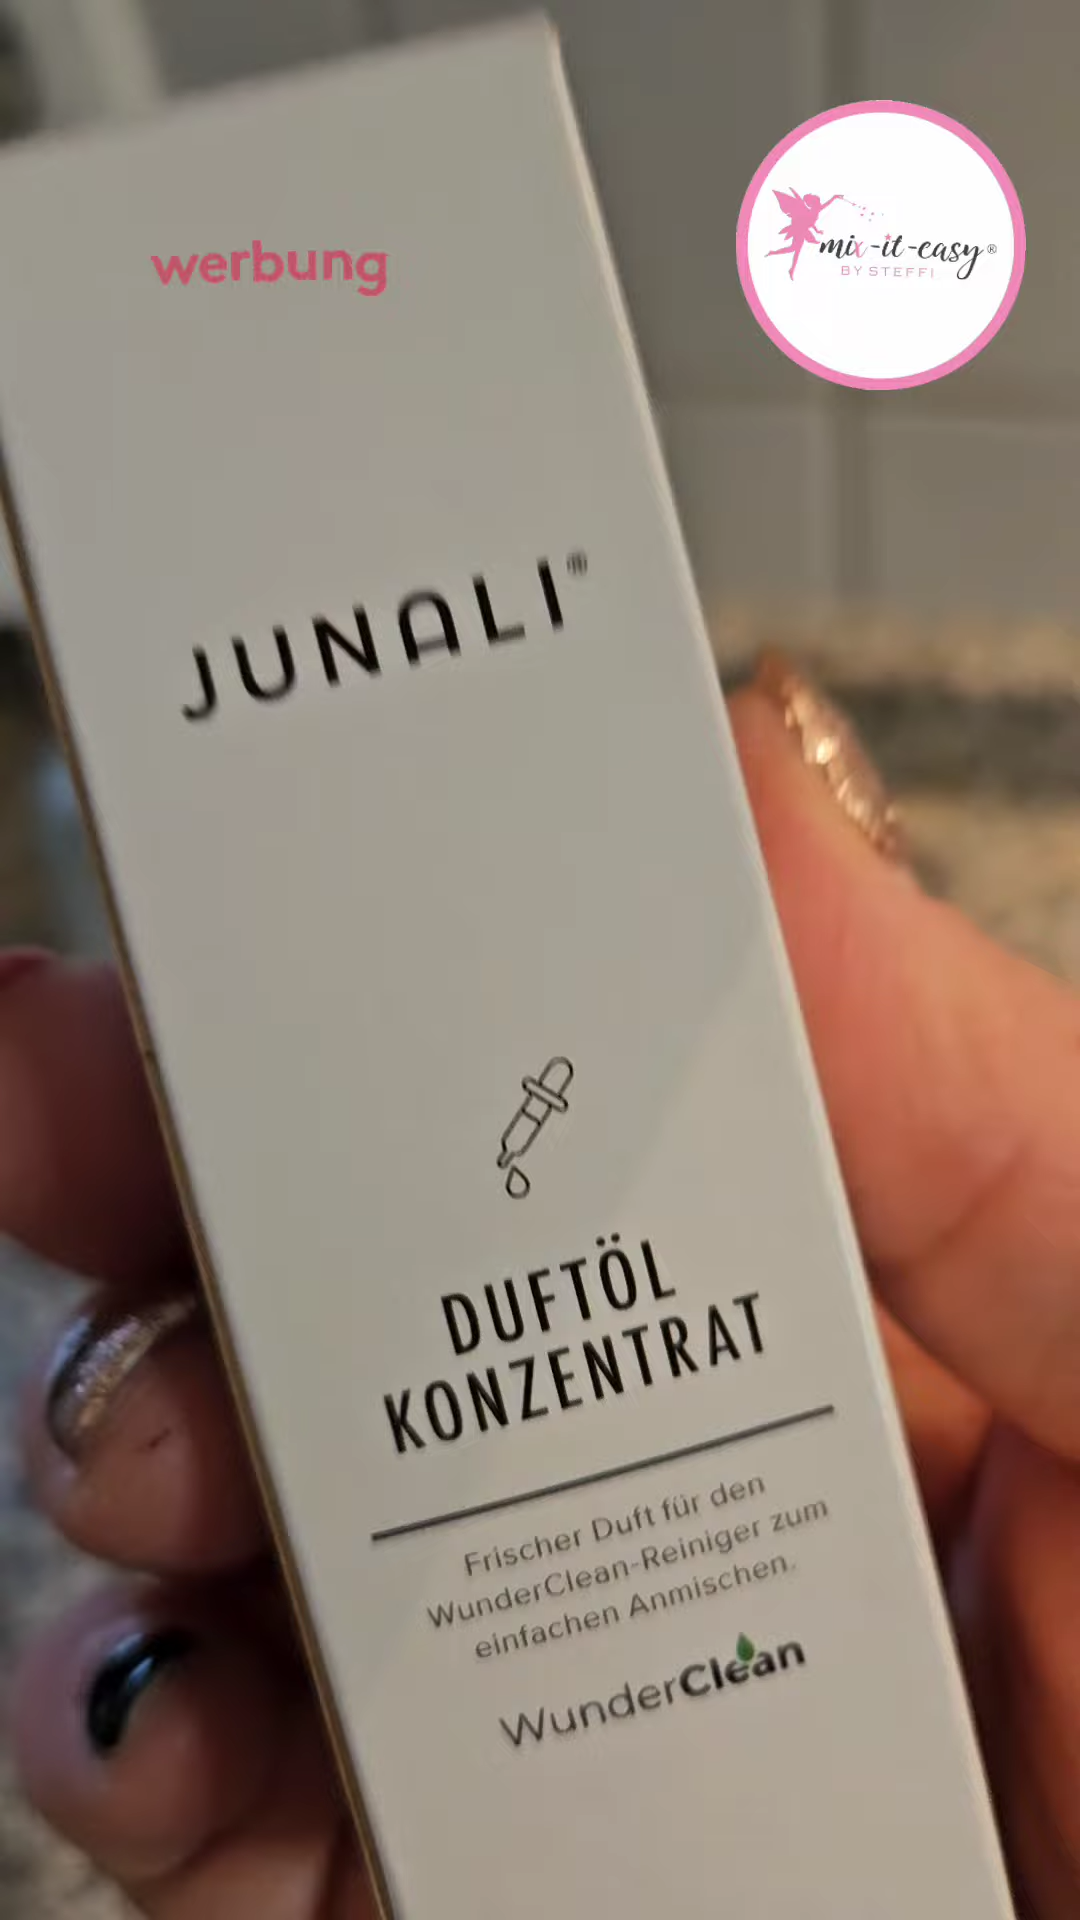 werbung
mix-it-easy®
BY STEFFI
JUNALI®
DUFTÖL
KONZENTRAT
Frischer Duft für den
WunderClean-Reiniger zum
einfachen Anmischen.
WunderClean